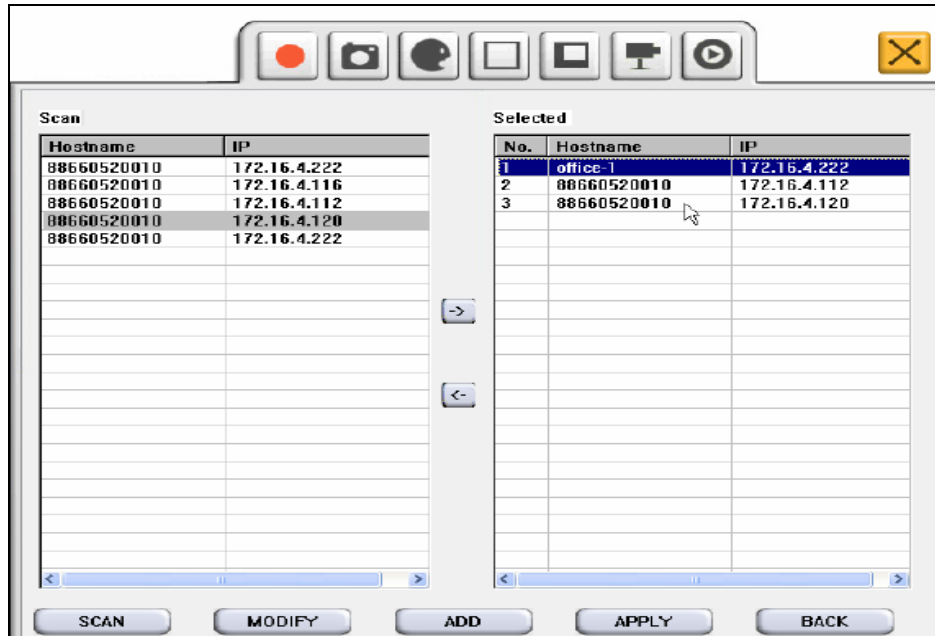 Scan
Hostname IP
88660520010 172.16.4.222
88660520010 172.16.4.116
88660520010 172.16.4.112
88660520010 172.16.4.120
88660520010 172.16.4.222
->
<-
Selected
No. Hostname IP
1 office-1 172.16.4.222
2 88660520010 172.16.4.112
3 88660520010 172.16.4.120
SCAN MODIFY ADD APPLY BACK